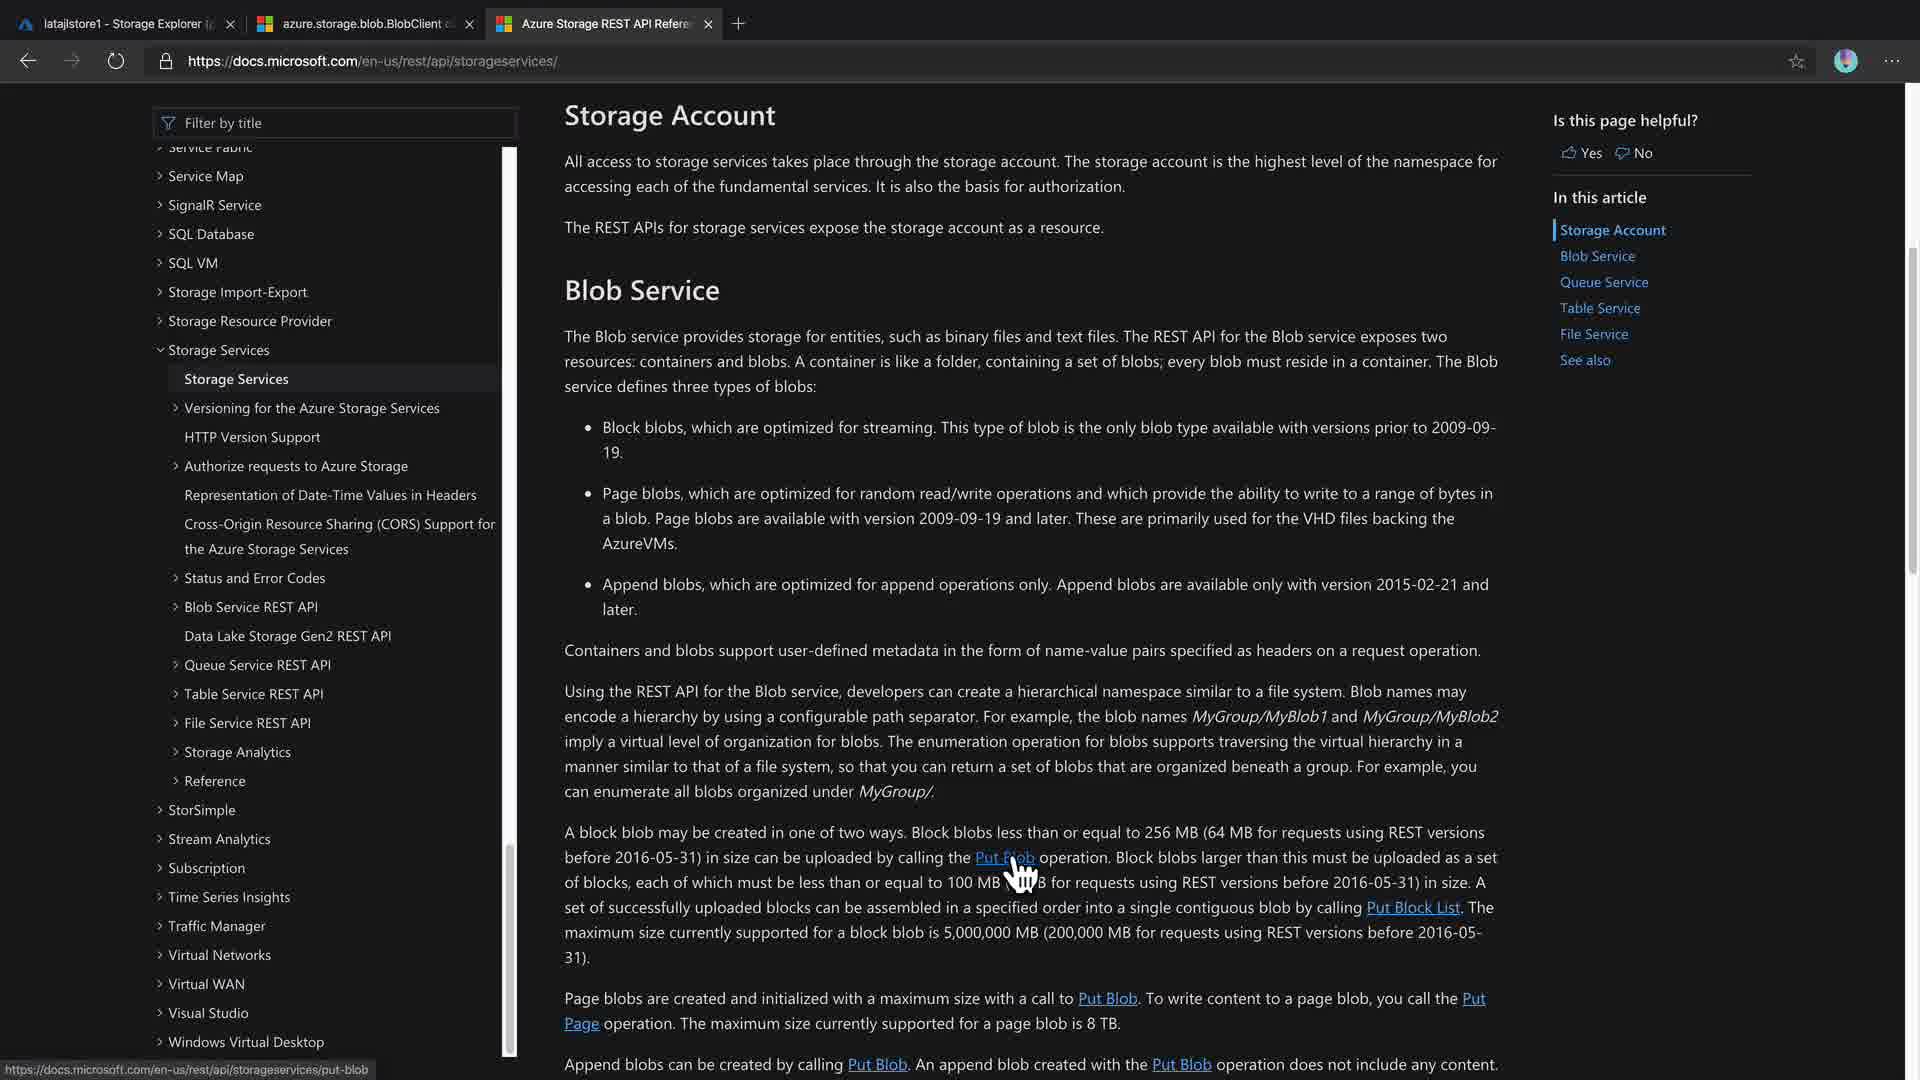 latajlstore1 - Storage Explorer (p
azure.storage.blob.BlobClient c
Azure Storage REST API Refere
https://docs.microsoft.com/en-us/rest/api/storageservices/
Filter by title
Service Fabric
Service Map
SignalR Service
SQL Database
SQL VM
Storage Import-Export
Storage Resource Provider
Storage Services
Storage Services
Versioning for the Azure Storage Services
HTTP Version Support
Authorize requests to Azure Storage
Representation of Date-Time Values in Headers
Cross-Origin Resource Sharing (CORS) Support for
the Azure Storage Services
Status and Error Codes
Blob Service REST API
Data Lake Storage Gen2 REST API
Queue Service REST API
Table Service REST API
File Service REST API
Storage Analytics
Reference
StorSimple
Stream Analytics
Subscription
Time Series Insights
Traffic Manager
Virtual Networks
Virtual WAN
Visual Studio
Windows Virtual Desktop
https://docs.microsoft.com/en-us/rest/api/storageservices/put-blob
Storage Account
All access to storage services takes place through the storage account. The storage account is the highest level of the namespace for
accessing each of the fundamental services. It is also the basis for authorization.
The REST APIs for storage services expose the storage account as a resource.
Blob Service
The Blob service provides storage for entities, such as binary files and text files. The REST API for the Blob service exposes two
resources: containers and blobs. A container is like a folder, containing a set of blobs; every blob must reside in a container. The Blob
service defines three types of blobs:
Block blobs, which are optimized for streaming. This type of blob is the only blob type available with versions prior to 2009-09-
19.
Page blobs, which are optimized for random read/write operations and which provide the ability to write to a range of bytes in
a blob. Page blobs are available with version 2009-09-19 and later. These are primarily used for the VHD files backing the
AzureVMs.
Append blobs, which are optimized for append operations only. Append blobs are available only with version 2015-02-21 and
later.
Containers and blobs support user-defined metadata in the form of name-value pairs specified as headers on a request operation.
Using the REST API for the Blob service, developers can create a hierarchical namespace similar to a file system. Blob names may
encode a hierarchy by using a configurable path separator. For example, the blob names MyGroup/MyBlob1 and MyGroup/MyBlob2
imply a virtual level of organization for blobs. The enumeration operation for blobs supports traversing the virtual hierarchy in a
manner similar to that of a file system, so that you can return a set of blobs that are organized beneath a group. For example, you
can enumerate all blobs organized under MyGroup/.
A block blob may be created in one of two ways. Block blobs less than or equal to 256 MB (64 MB for requests using REST versions
before 2016-05-31) in size can be uploaded by calling the Put Blob operation. Block blobs larger than this must be uploaded as a set
of blocks, each of which must be less than or equal to 100 MB for requests using REST versions before 2016-05-31) in size. A
set of successfully uploaded blocks can be assembled in a specified order into a single contiguous blob by calling Put Block List. The
maximum size currently supported for a block blob is 5,000,000 MB (200,000 MB for requests using REST versions before 2016-05-
31).
Page blobs are created and initialized with a maximum size with a call to Put Blob. To write content to a page blob, you call the Put
Page operation. The maximum size currently supported for a page blob is 8 TB.
Append blobs can be created by calling Put Blob. An append blob created with the Put Blob operation does not include any content.
Is this page helpful?
Yes No
In this article
Storage Account
Blob Service
Queue Service
Table Service
File Service
See also